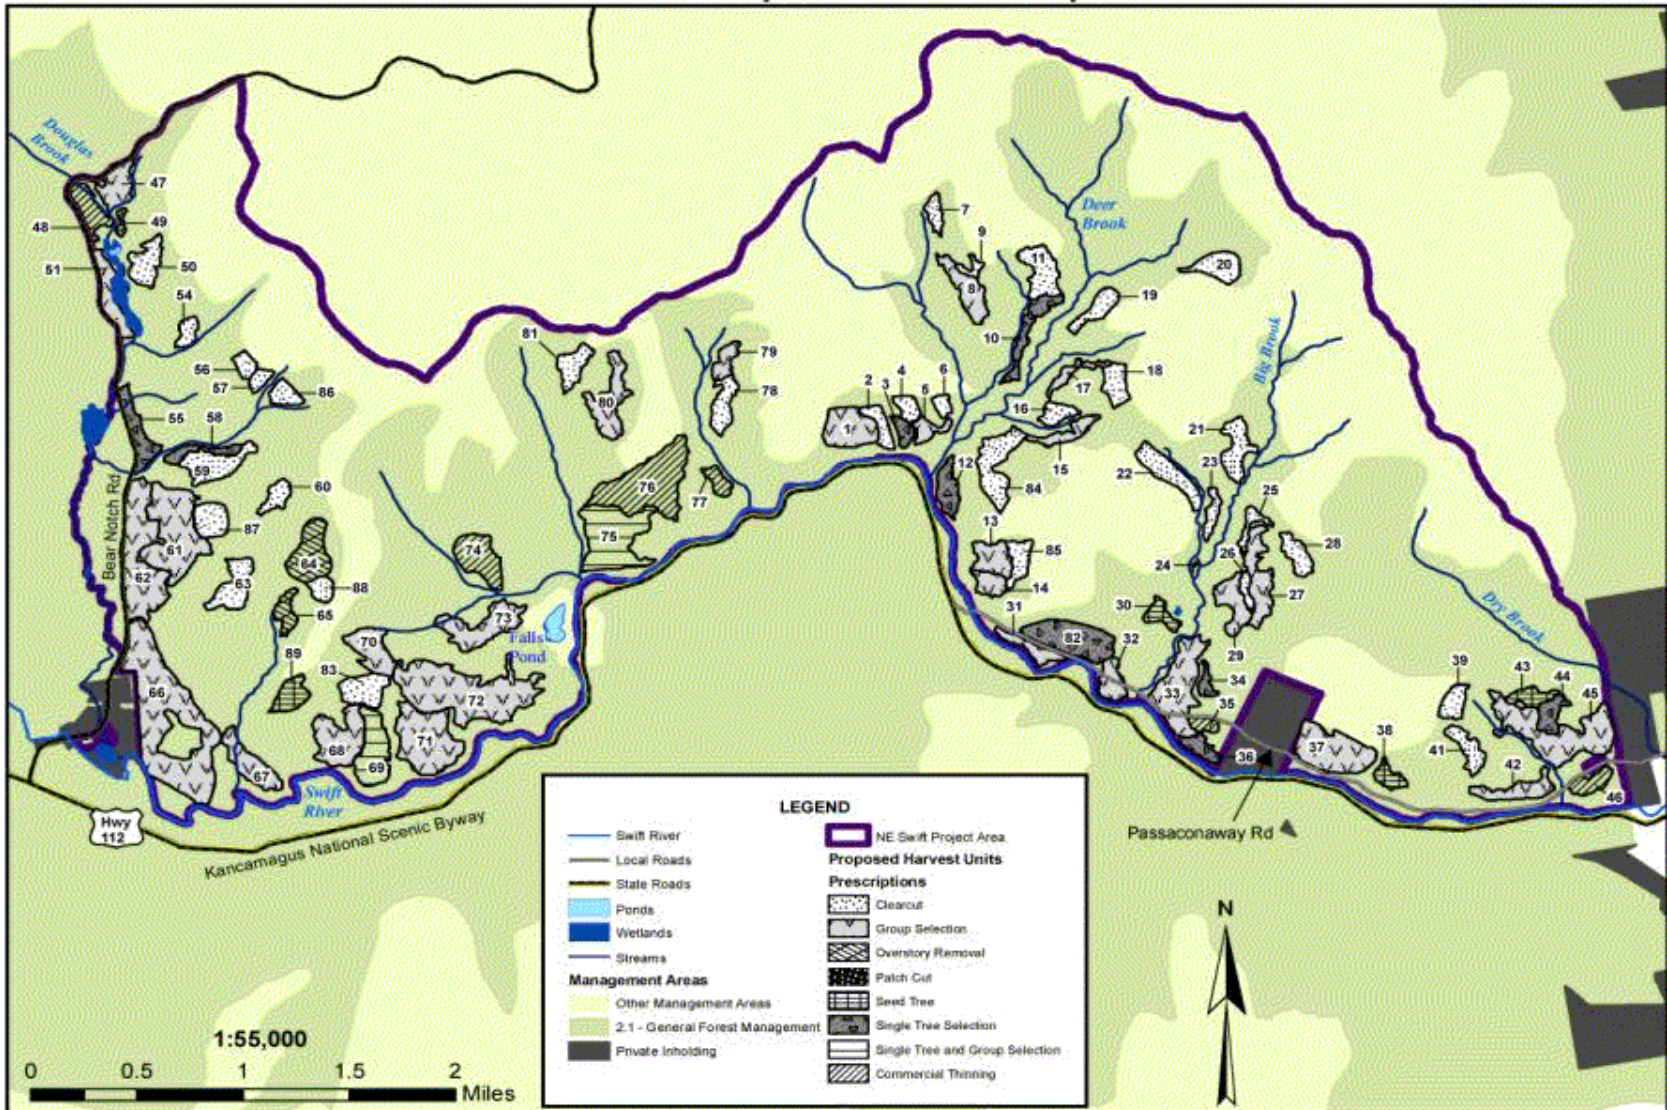 Douglas
Brook
47
48
49
51
50
54
56
57
86
55
58
59
60
87
61
62
63
64
88
65
Bear Notch Rd
66
89
83
70
73
72
68
69
71
67
74
75
76
77
81
80
79
78
Falls
Pond
Swift
River
Hwy
112
Kancamagus National Scenic Byway
1
2
3
4
5
6
7
9
8
11
10
Deer
Brook
20
19
18
17
16
15
12
84
13
85
14
31
82
32
Big Brook
21
22
23
24
25
26
28
27
29
30
33
34
35
36
37
38
Dry Brook
39
41
42
43
44
45
46
Passaconaway Rd
N
LEGEND
Swift River
Local Roads
State Roads
Ponds
Wetlands
Streams
Management Areas
Other Management Areas
2.1 - General Forest Management
Private Inholding
NE Swift Project Area
Proposed Harvest Units
Prescriptions
Clearcut
Group Selection
Overstory Removal
Patch Cut
Seed Tree
Single Tree Selection
Single Tree and Group Selection
Commercial Thinning
1:55,000
0 0.5 1 1.5 2
Miles